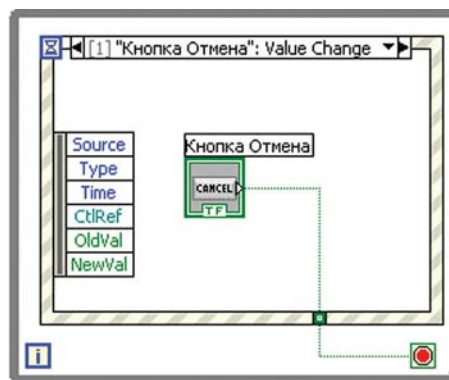 [1] "Кнопка Отмена": Value Change
Source
Type
Time
CtlRef
OldVal
NewVal
Кнопка Отмена
CANCEL
TF
i